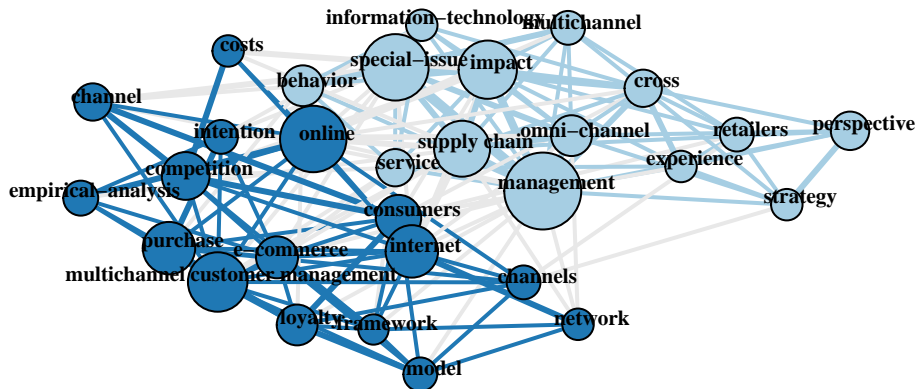 information-technology
multichannel
costs
special-issue
impact
behavior
cross
channel
intention
online
supply chain
omni-channel
retailers
perspective
competition
service
experience
empirical-analysis
management
strategy
consumers
purchase
e-commerce
internet
multichannel customer management
channels
loyalty
framework
network
model